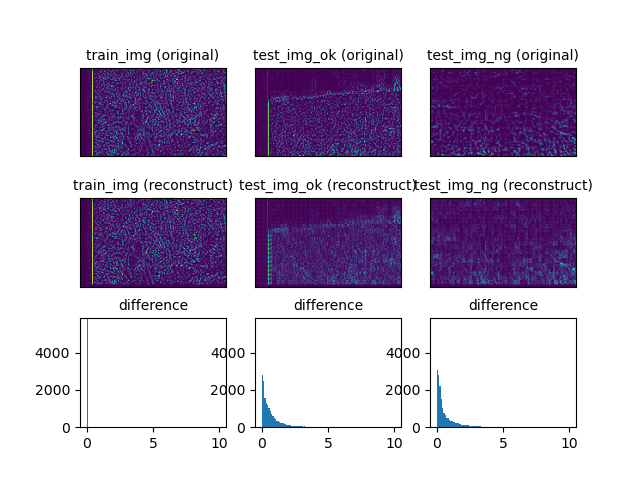 train_img (original) test_img_ok (original) test_img_ng (original)
train_img (reconstruct) test_img_ok (reconstruct) test_img_ng (reconstruct)
difference difference difference
4000 4000 4000
2000 2000 2000
0 0 0
0 5 10 0 5 10 0 5 10